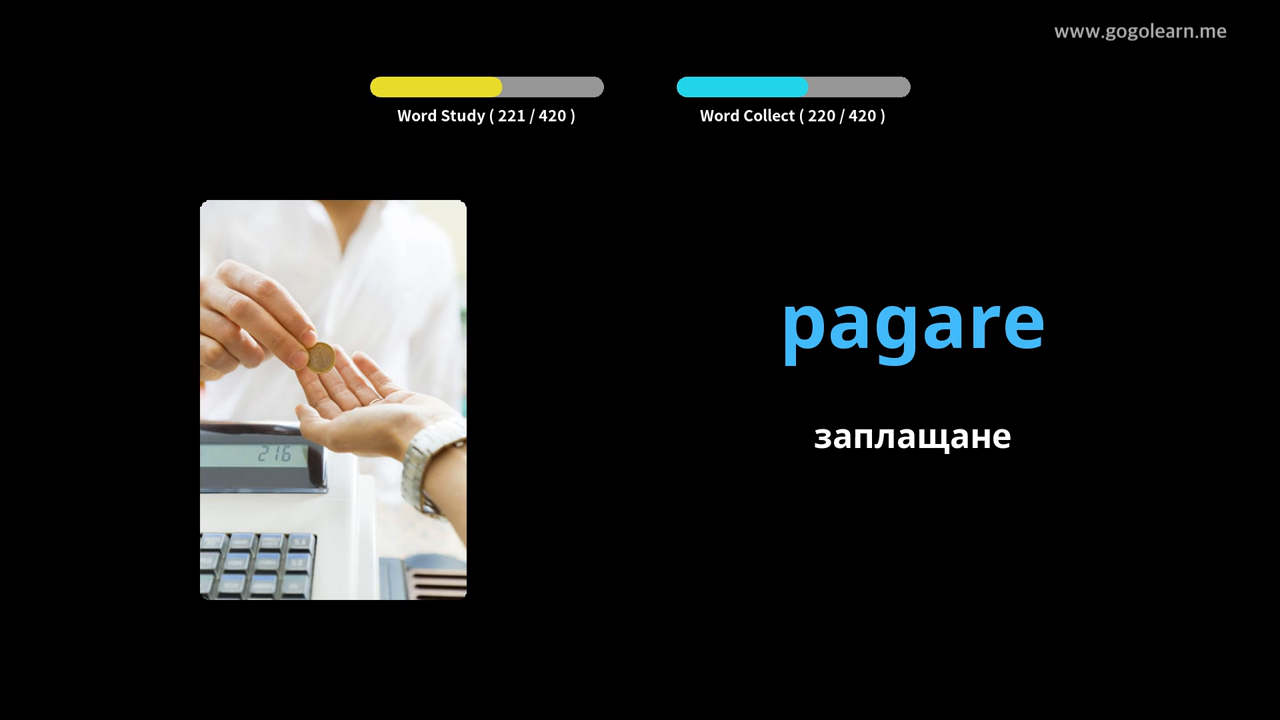 www.gogolearn.me
Word Study ( 221 / 420 )
Word Collect ( 220 / 420 )
pagare
заплащане
216